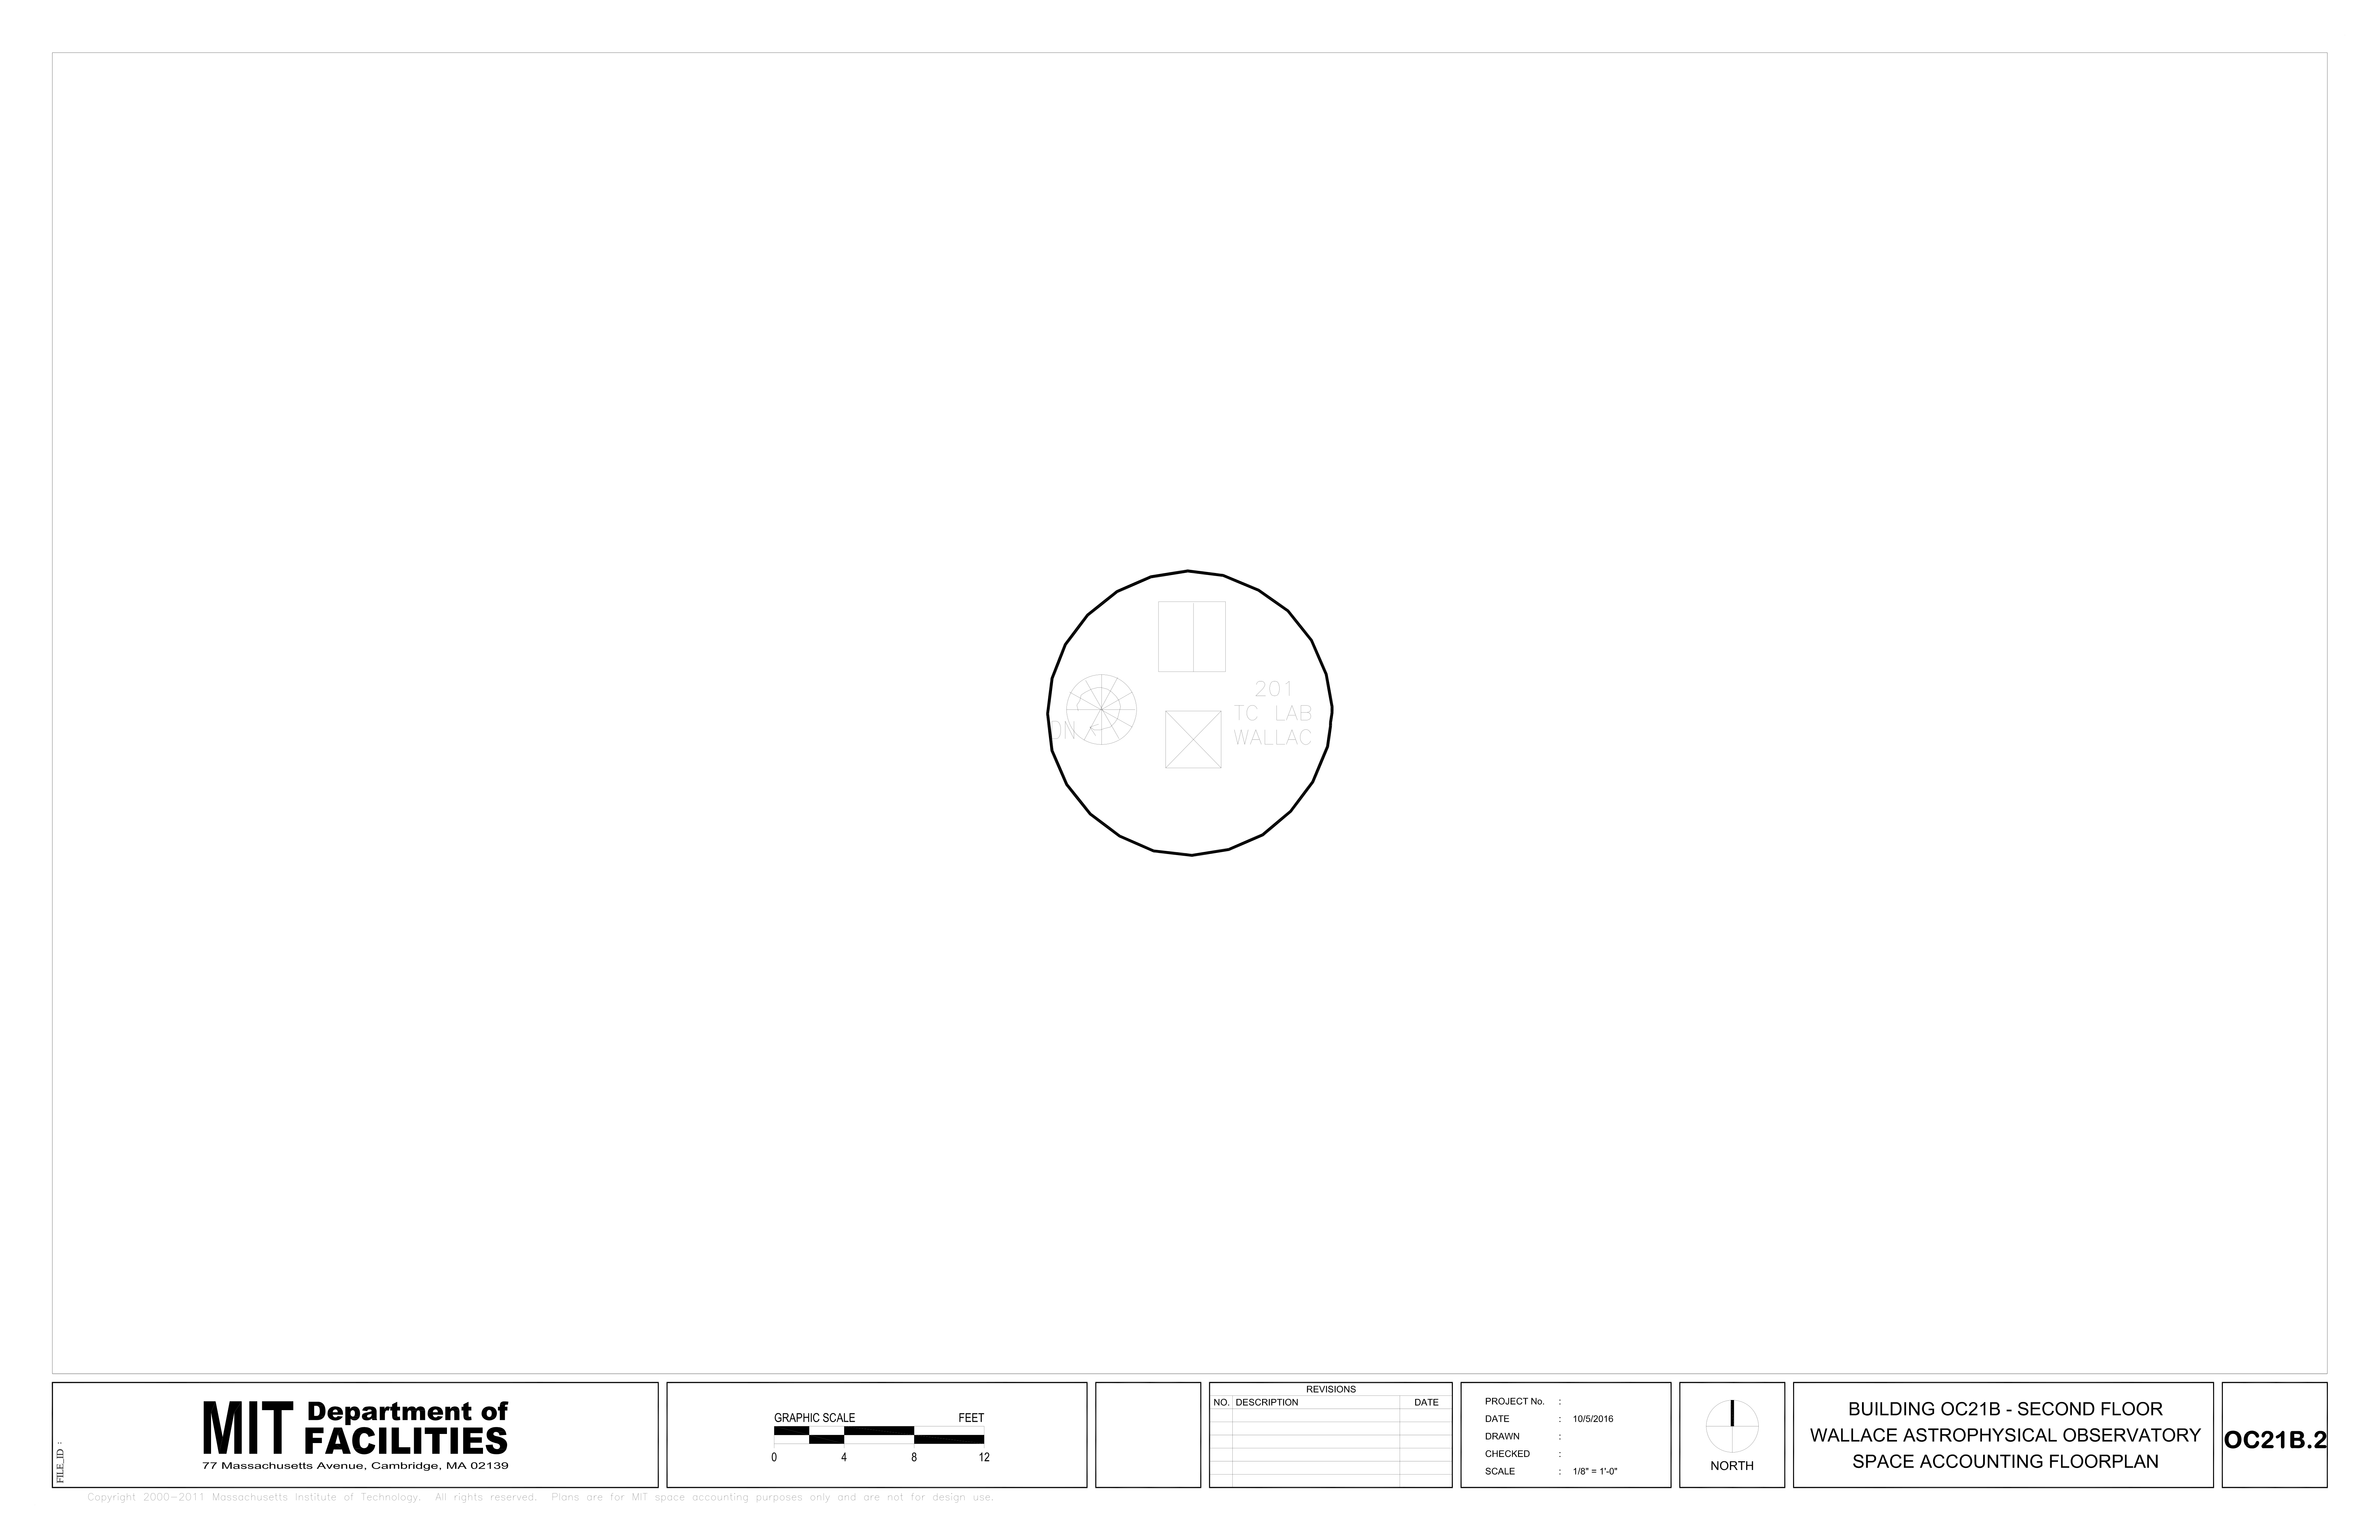 201
TC LAB
WALLAC
DN
MIT Department of
FACILITIES
77 Massachusetts Avenue, Cambridge, MA 02139
FILE_ID :
GRAPHIC SCALE FEET
0 4 8 12
REVISIONS
NO. DESCRIPTION DATE
PROJECT No. :
DATE : 10/5/2016
DRAWN :
CHECKED :
SCALE : 1/8" = 1'-0"
NORTH
BUILDING OC21B - SECOND FLOOR
WALLACE ASTROPHYSICAL OBSERVATORY
SPACE ACCOUNTING FLOORPLAN
OC21B.2
Copyright 2000-2011 Massachusetts Institute of Technology. All rights reserved. Plans are for MIT space accounting purposes only and are not for design use.